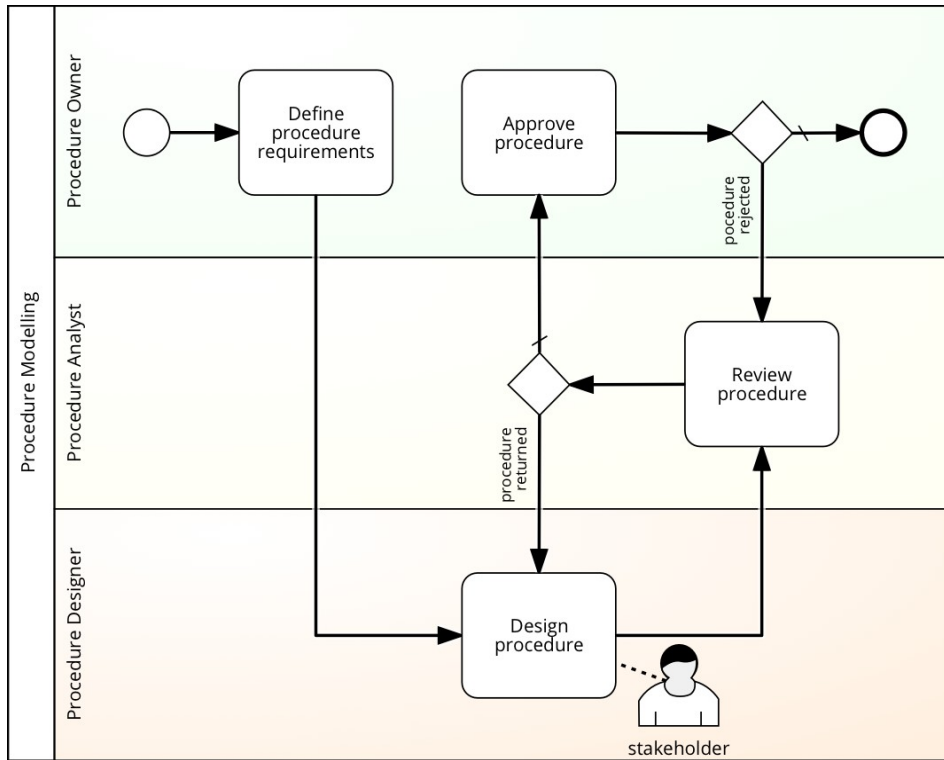 Procedure Modelling
Procedure Owner
Define
procedure
requirements
Approve
procedure
pocedure
rejected
Procedure Analyst
Review
procedure
procedure
returned
Procedure Designer
Design
procedure
stakeholder